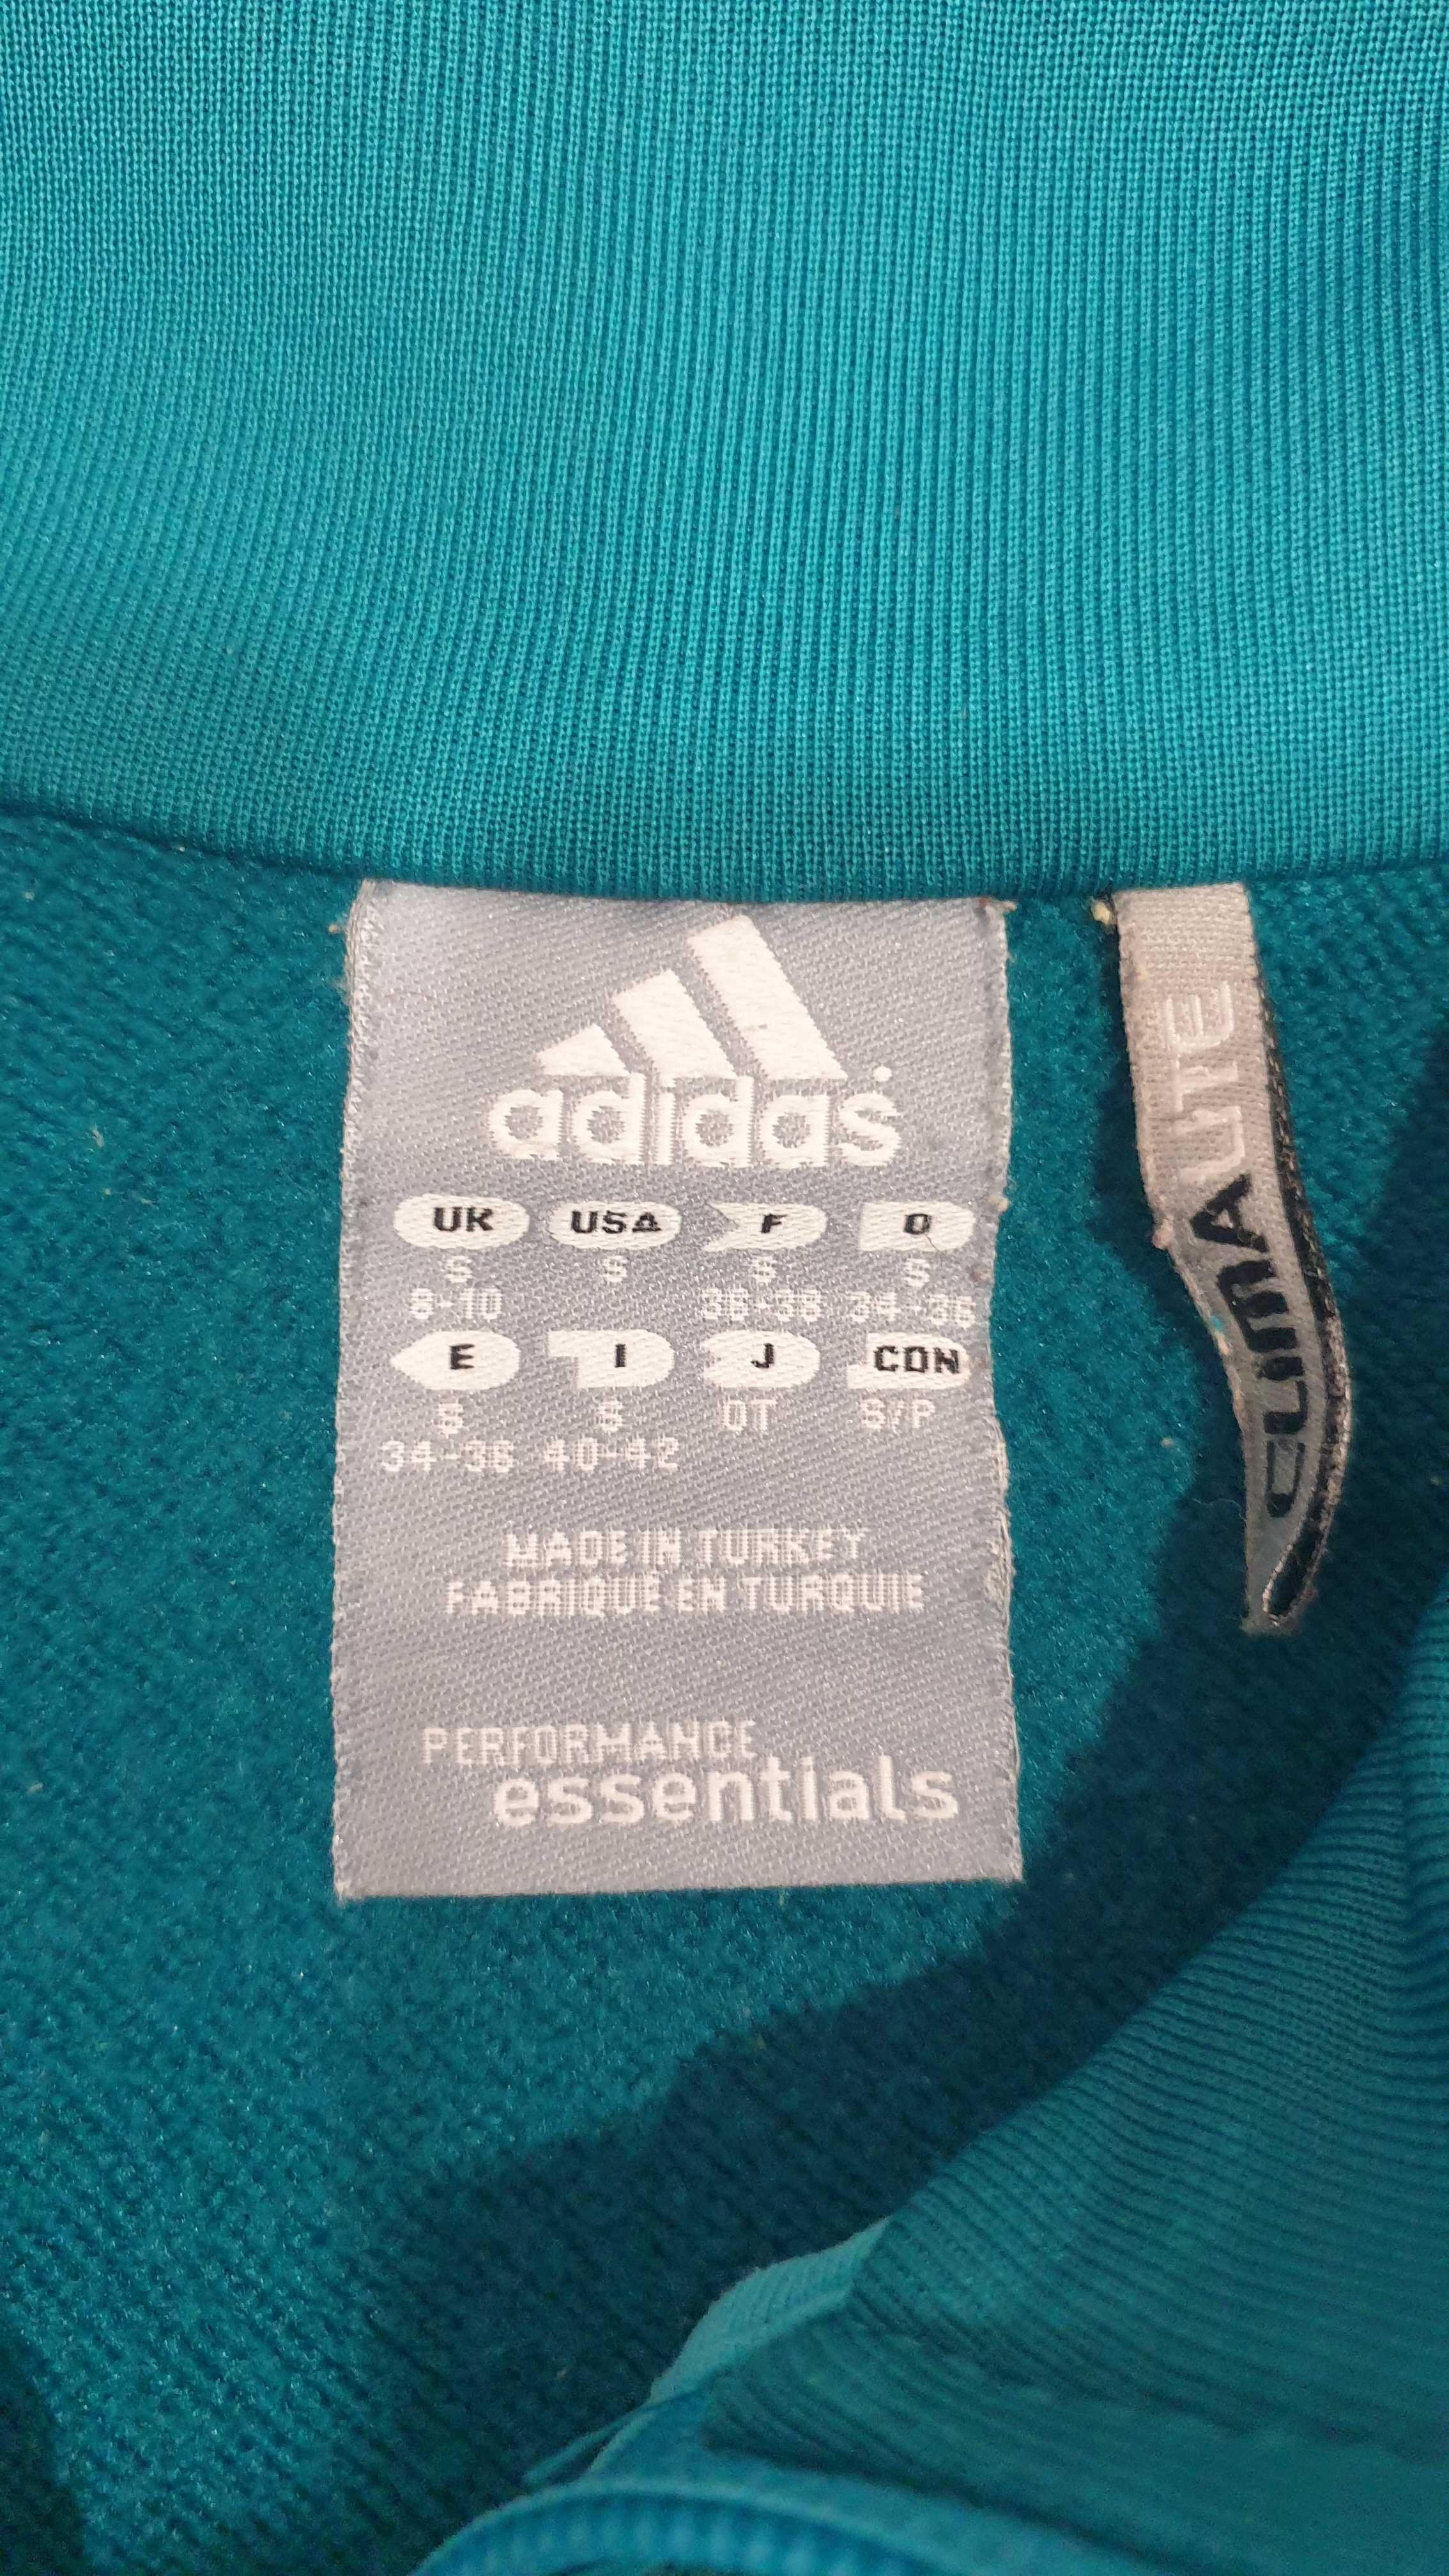 adidas
UK USA F D
S S S S
8-10 36-38 34-36
E I J CDN
S S OT S/P
34-36 40-42
MADE IN TURKEY
FABRIQUE EN TURQUIE
PERFORMANCE
essentials
CLIMALITE